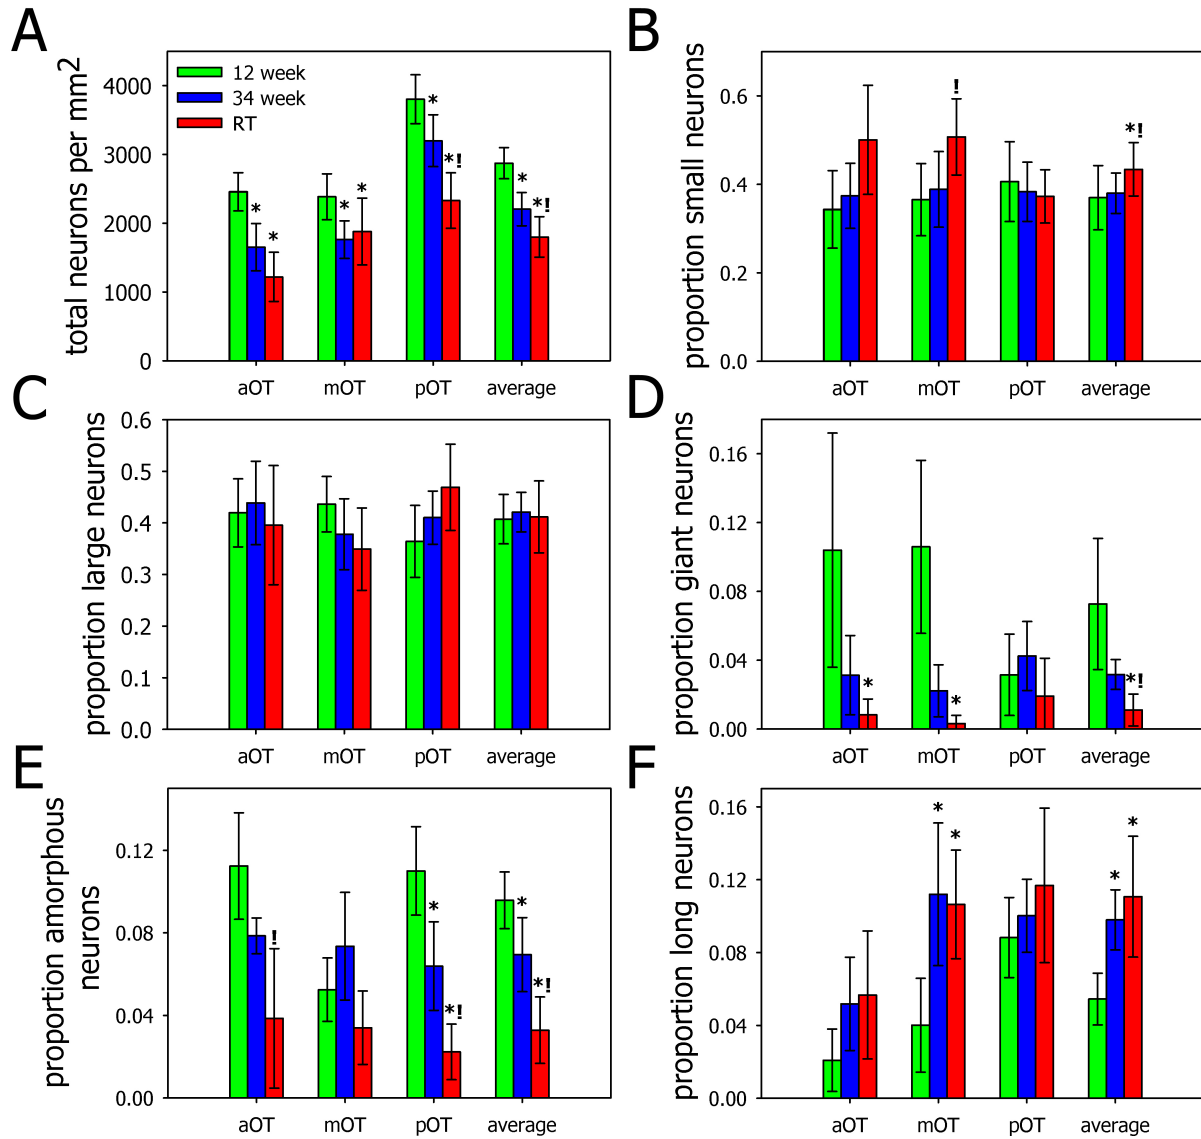 A
total neurons per mm2
4000
3000
2000
1000
0
12 week
34 week
RT
*
*
*
*
*
*!
*
*!
aOT
mOT
pOT
average
B
proportion small neurons
0.6
0.4
0.2
0.0
!
*!
aOT
mOT
pOT
average
C
proportion large neurons
0.6
0.5
0.4
0.3
0.2
0.1
0.0
aOT
mOT
pOT
average
D
proportion giant neurons
0.16
0.12
0.08
0.04
0.00
*
*
*!
aOT
mOT
pOT
average
E
proportion amorphous
neurons
0.12
0.08
0.04
0.00
!
*
*!
*
*!
aOT
mOT
pOT
average
F
proportion long neurons
0.16
0.12
0.08
0.04
0.00
*
*
*
*
aOT
mOT
pOT
average